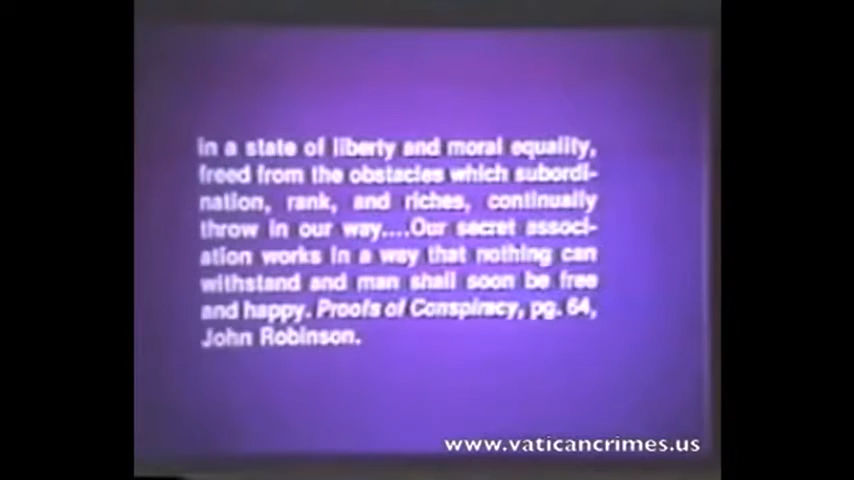 in a state of liberty and moral equality,
freed from the obstacles which subordi-
nation, rank, and riches, continually
throw in our way....Our secret associ-
ation works in a way that nothing can
withstand and man shall soon be free
and happy. Proofs of Conspiracy, pg. 64,
John Robinson.
www.vaticancrimes.us